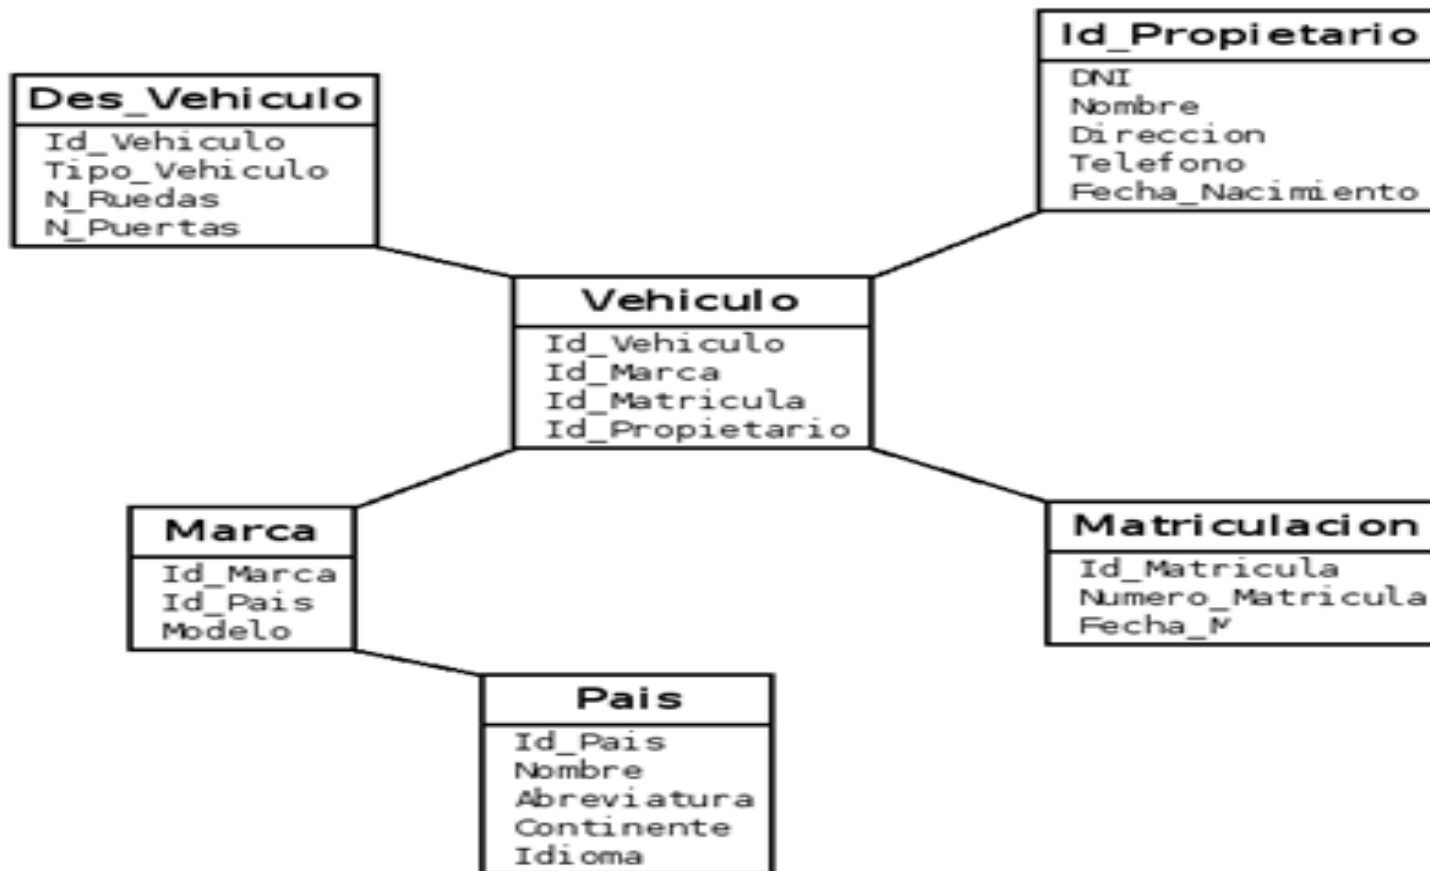 Des_Vehiculo
Id_Vehiculo
Tipo_Vehiculo
N_Ruedas
N_Puertas
Id_Propietario
DNI
Nombre
Direccion
Telefono
Fecha_Nacimiento
Vehiculo
Id_Vehiculo
Id_Marca
Id_Matricula
Id_Propietario
Marca
Id_Marca
Id_Pais
Modelo
Matriculacion
Id_Matricula
Numero_Matricula
Fecha_M
Pais
Id_Pais
Nombre
Abreviatura
Continente
Idioma